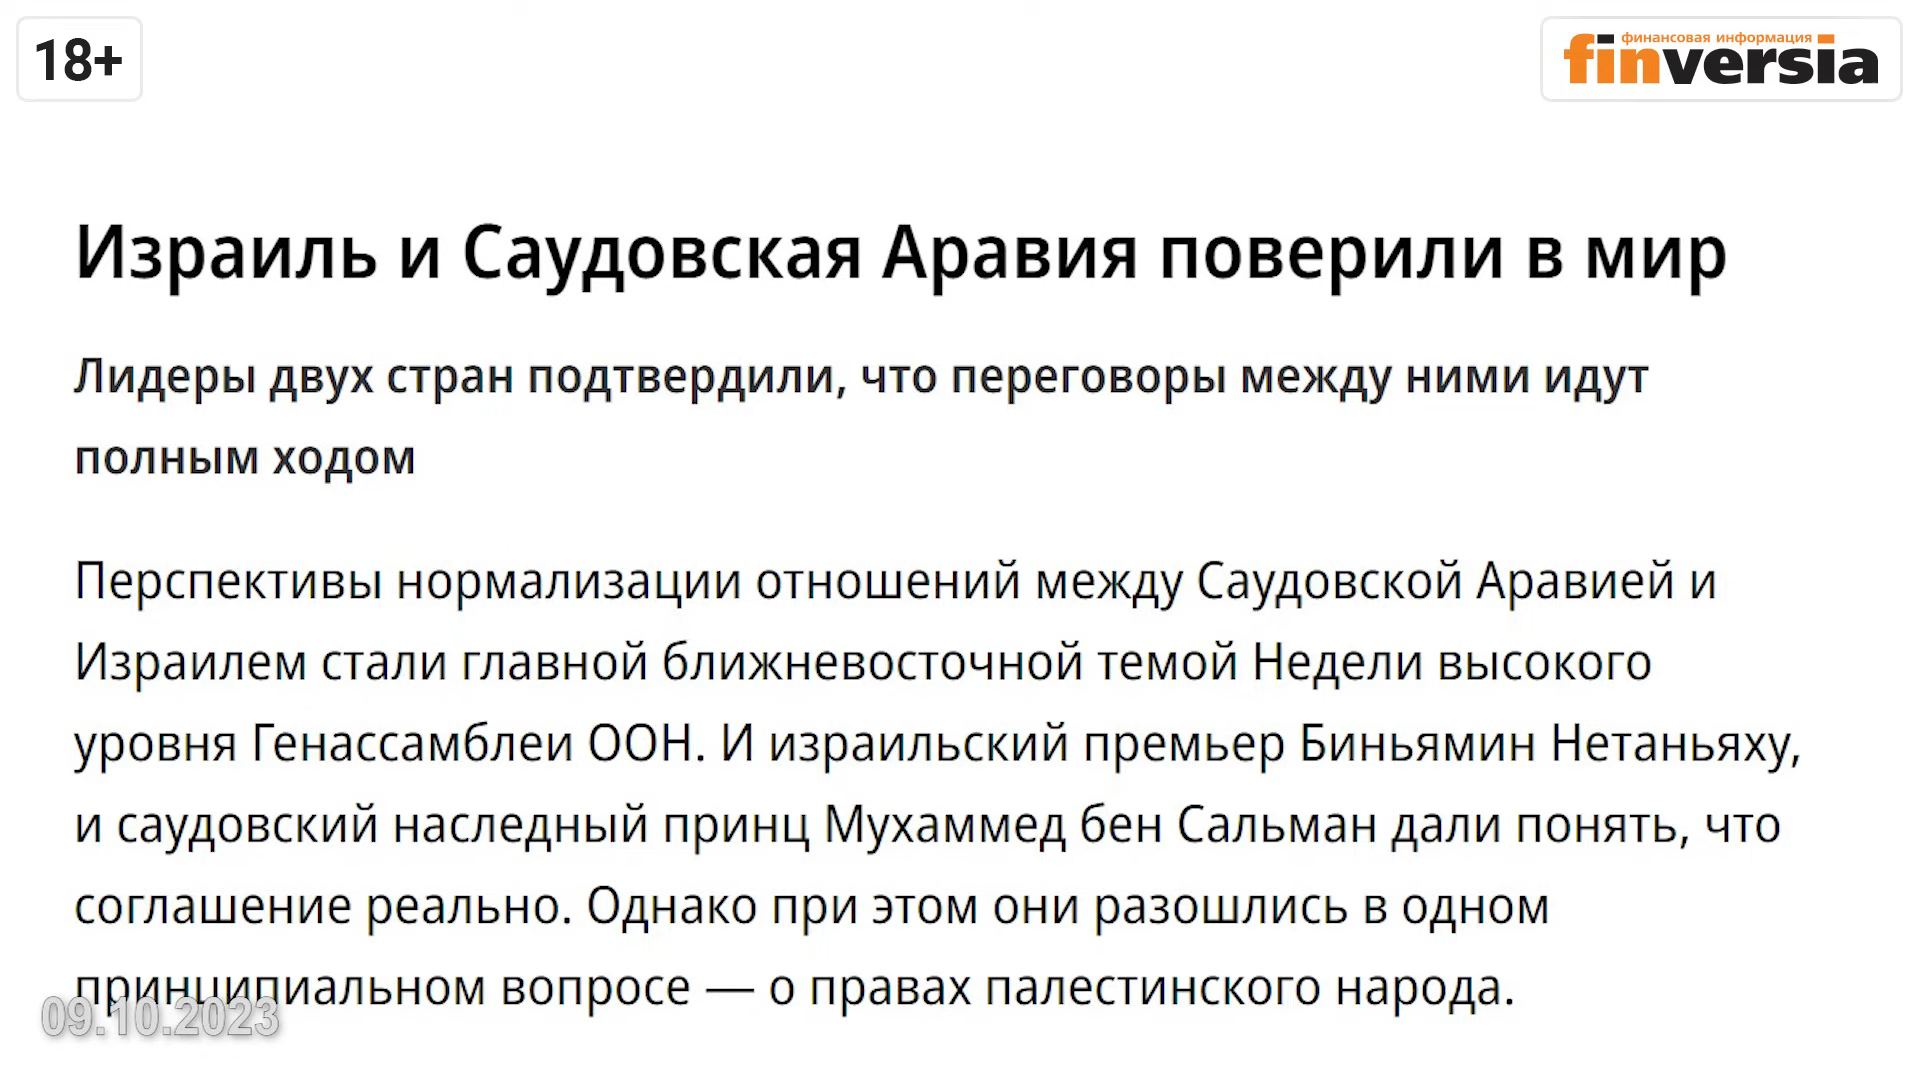 18+
финансовая информация
finversia
Израиль и Саудовская Аравия поверили в мир
Лидеры двух стран подтвердили, что переговоры между ними идут
полным ходом
Перспективы нормализации отношений между Саудовской Аравией и
Израилем стали главной ближневосточной темой Недели высокого
уровня Генассамблеи ООН. И израильский премьер Биньямин Нетаньяху,
и саудовский наследный принц Мухаммед бен Сальман дали понять, что
соглашение реально. Однако при этом они разошлись в одном
принципиальном вопросе — о правах палестинского народа.
09.10.2023